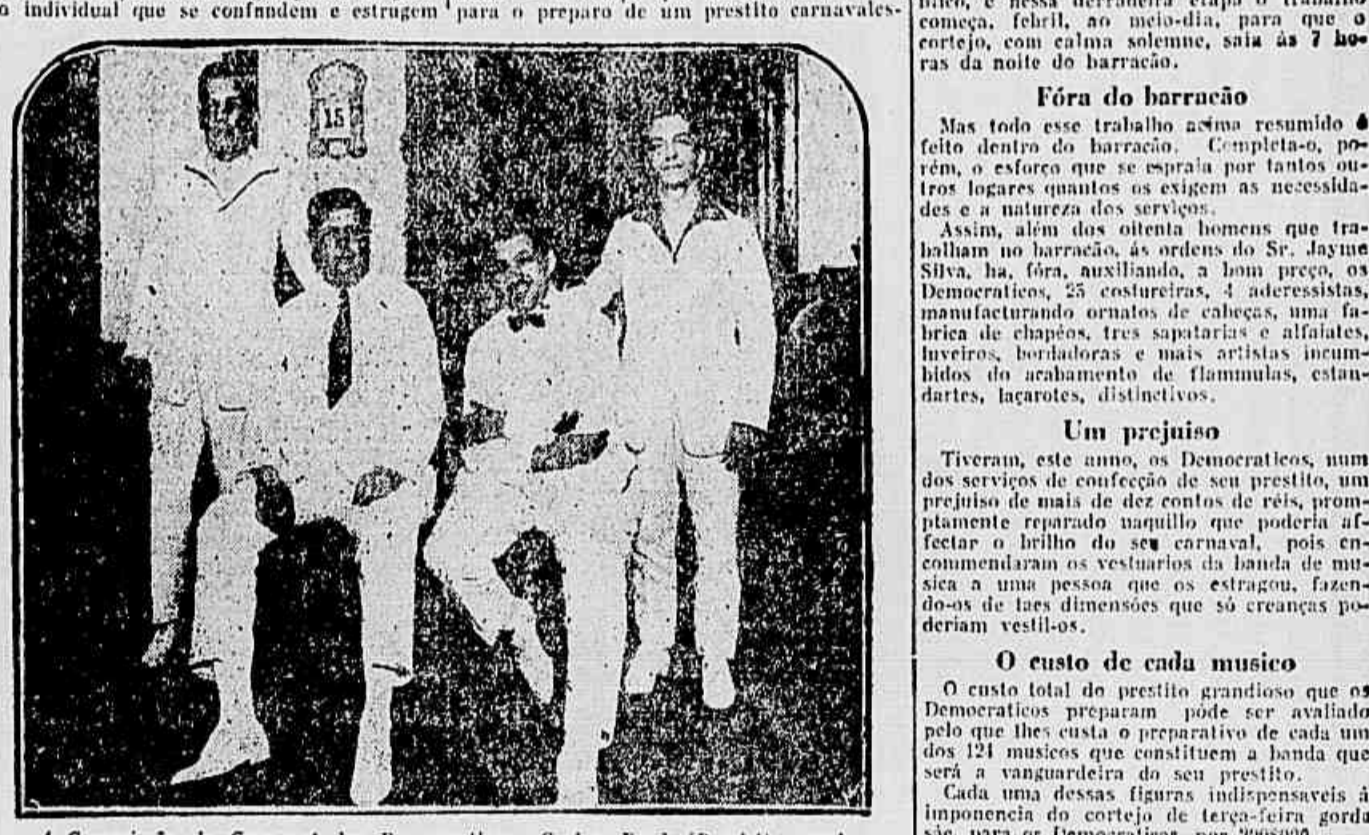 individual que se confundem e estrugem para o preparo de um prestito carnavales-
15
e nessa derradeira etapa o trabalho
começa, febril, ao meio-dia, para que o
cortejo, com calma solemne, saia ás 7 ho-
ras da noite do barracão.
Fóra do barracão
Mas todo esse trabalho acima resumido é
feito dentro do barracão. Completa-o, po-
rém, o esforço que se espraia por tantos ou-
tros logares quantos os exigem as necessida-
des e a natureza dos serviços.
Assim, além dos oitenta homens que tra-
balham no barracão, ás ordens do Sr. Jayme
Silva, ha, fóra, auxiliando, a bom preço, os
Democraticos, 25 costureiras, 4 aderessistas,
manufacturando ornatos de cabeças, uma fa-
brica de chapéos, tres sapatarias e alfaiates,
luveiros, bordadoras e mais artistas incum-
bidos do acabamento de flammulas, estan-
dartes, laçarotes, distinctivos.
Um prejuiso
Tiveram, este anno, os Democraticos, num
dos serviços de confecção de seu prestito, um
prejuiso de mais de dez contos de réis, prom
ptamente reparado naquillo que poderia af-
fectar o brilho do seu carnaval, pois en-
commendaram os vestuarios da banda de mu-
sica a uma pessoa que os estragou, fazen-
do-os de taes dimensões que só creanças po-
deriam vestil-os.
O custo de cada musico
O custo total do prestito grandioso que os
Democraticos preparam póde ser avaliado
pelo que lhes custa o preparativo de cada um
dos 121 musicos que constituem a banda que
será a vanguardeira do seu prestito.
Cada uma dessas figuras indispensaveis á
imponencia do cortejo de terça-feira gorda
são, para os Democraticos, por